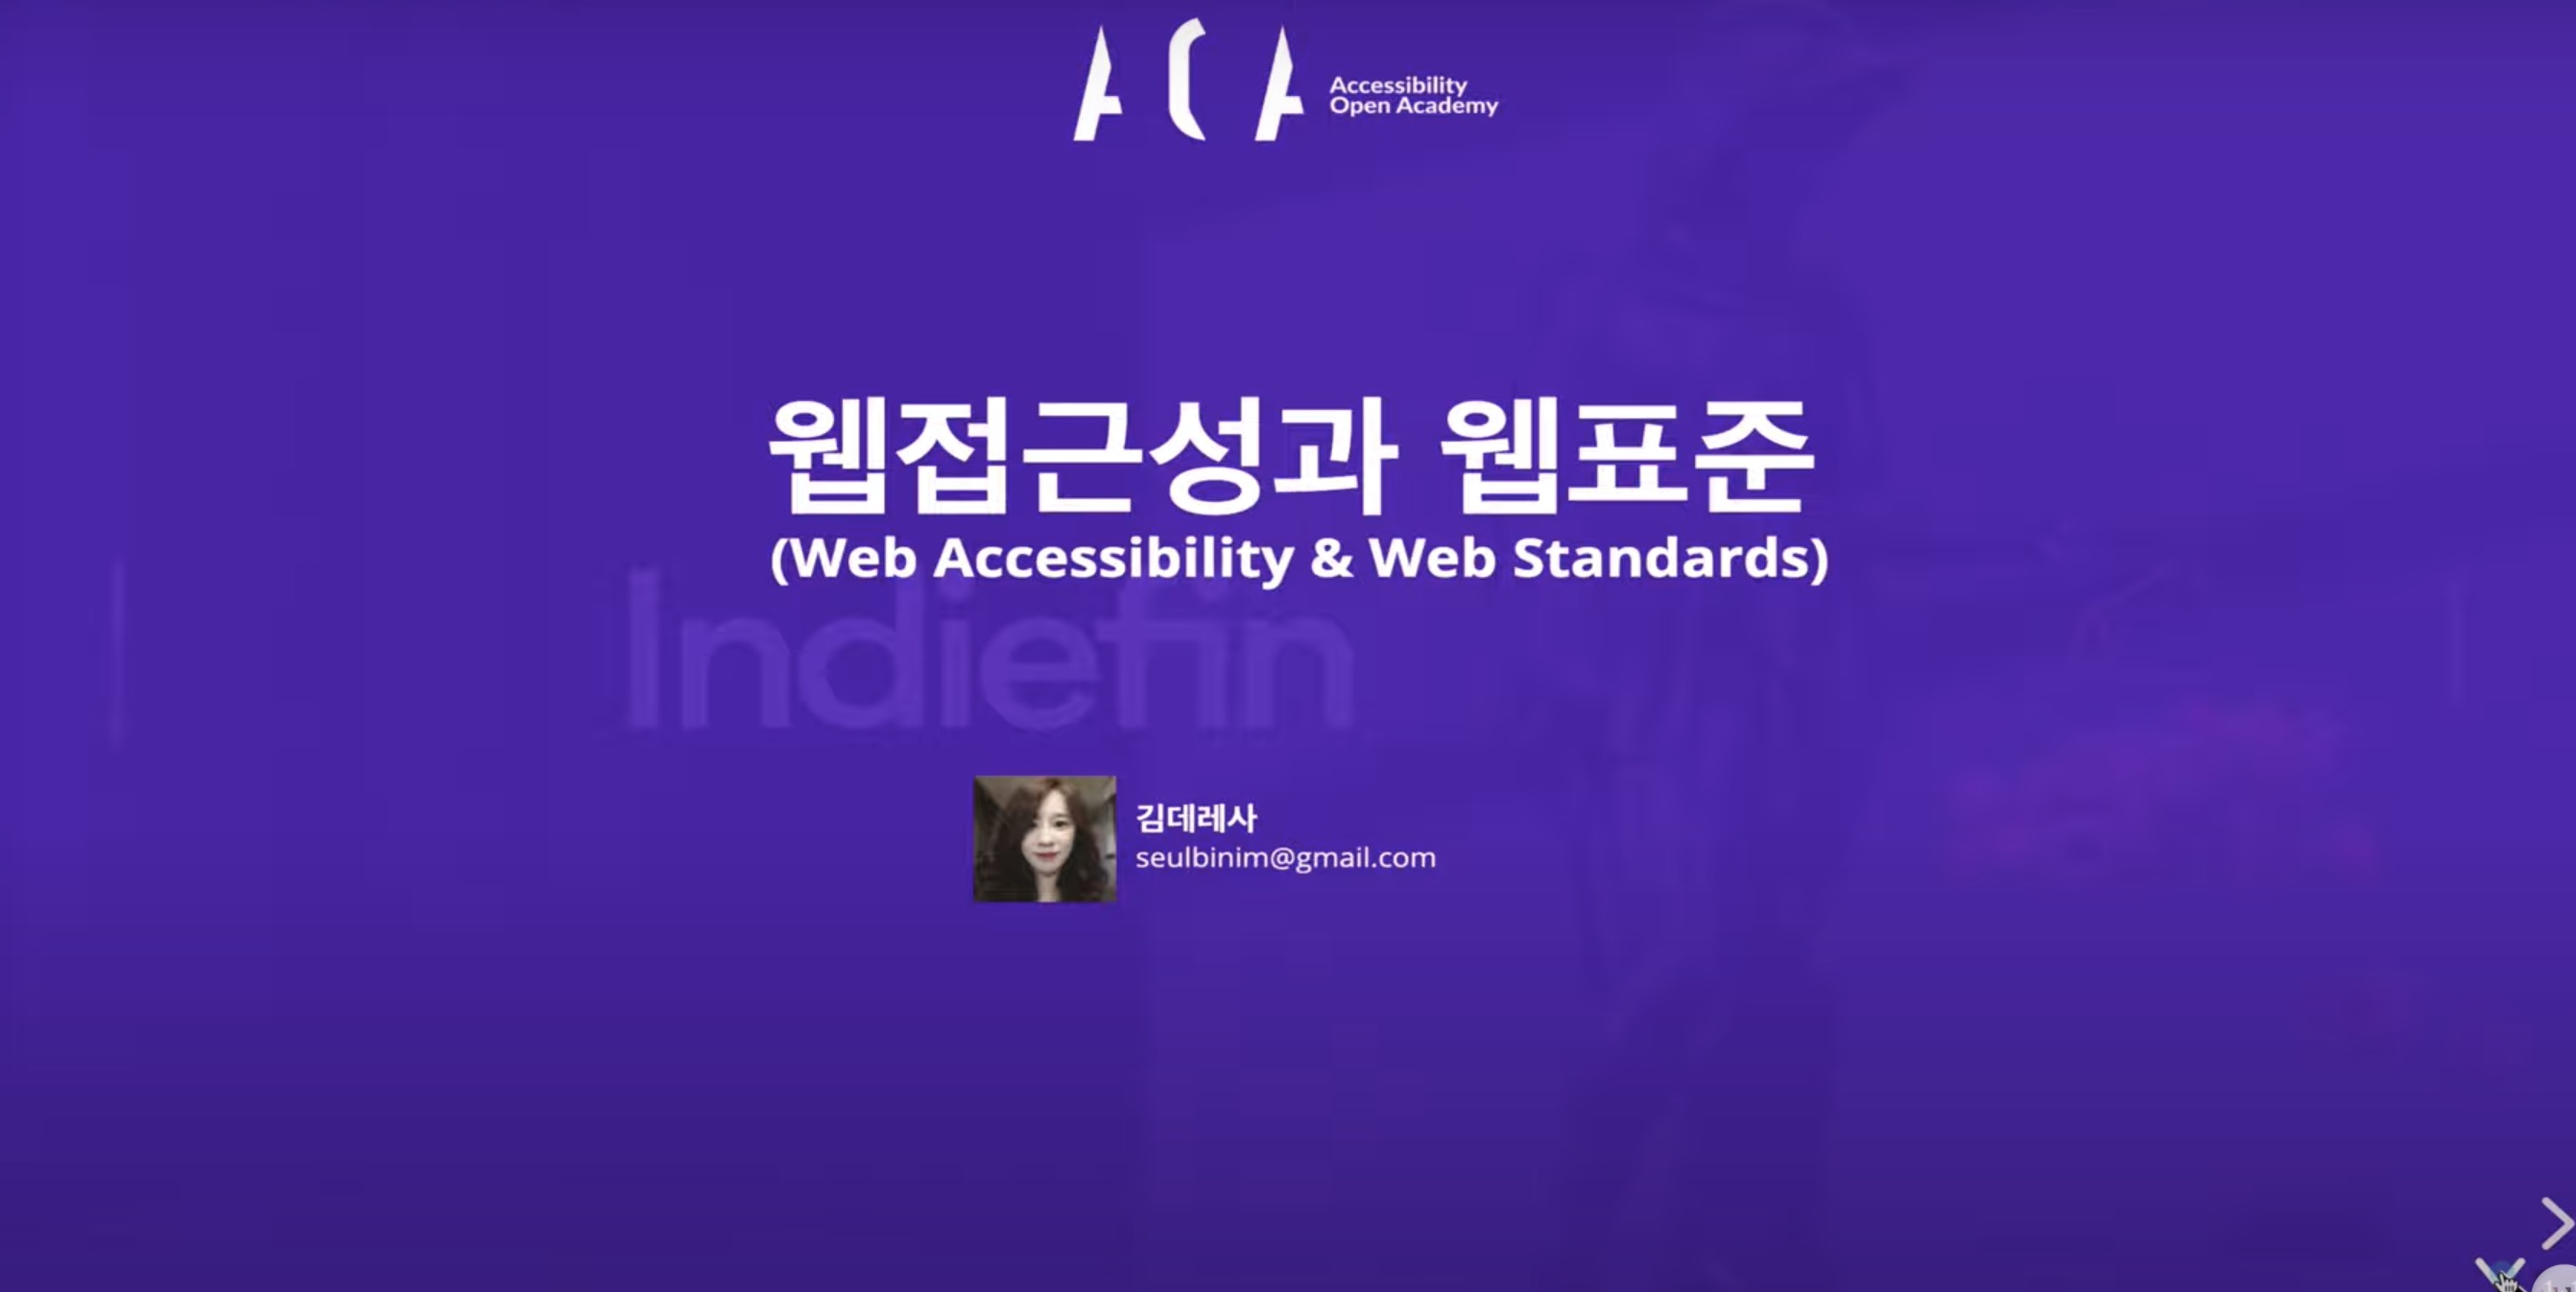 ACA
Accessibility
Open Academy
웹접근성과 웹표준
(Web Accessibility & Web Standards)
Indiefin
김데레사
seulbinim@gmail.com